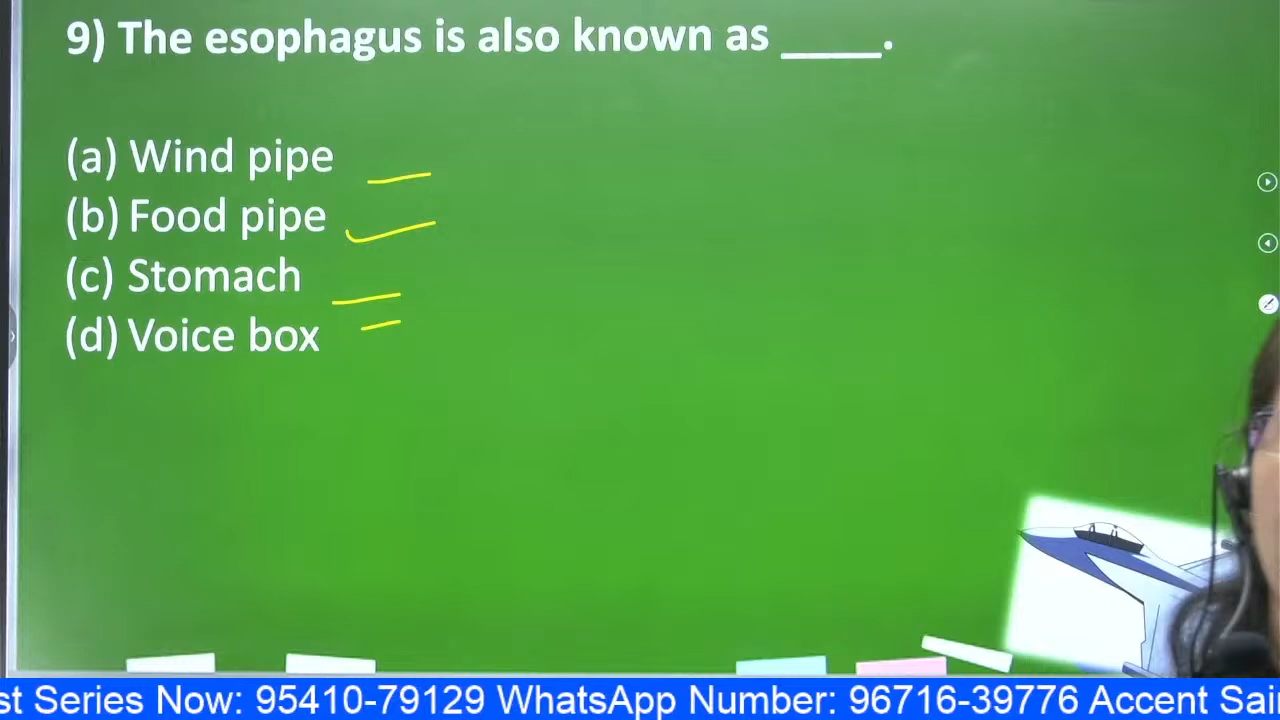 9) The esophagus is also known as _____.
(a) Wind pipe
(b) Food pipe
(c) Stomach
(d) Voice box
st Series Now: 95410-79129 WhatsApp Number: 96716-39776 Accent Sai